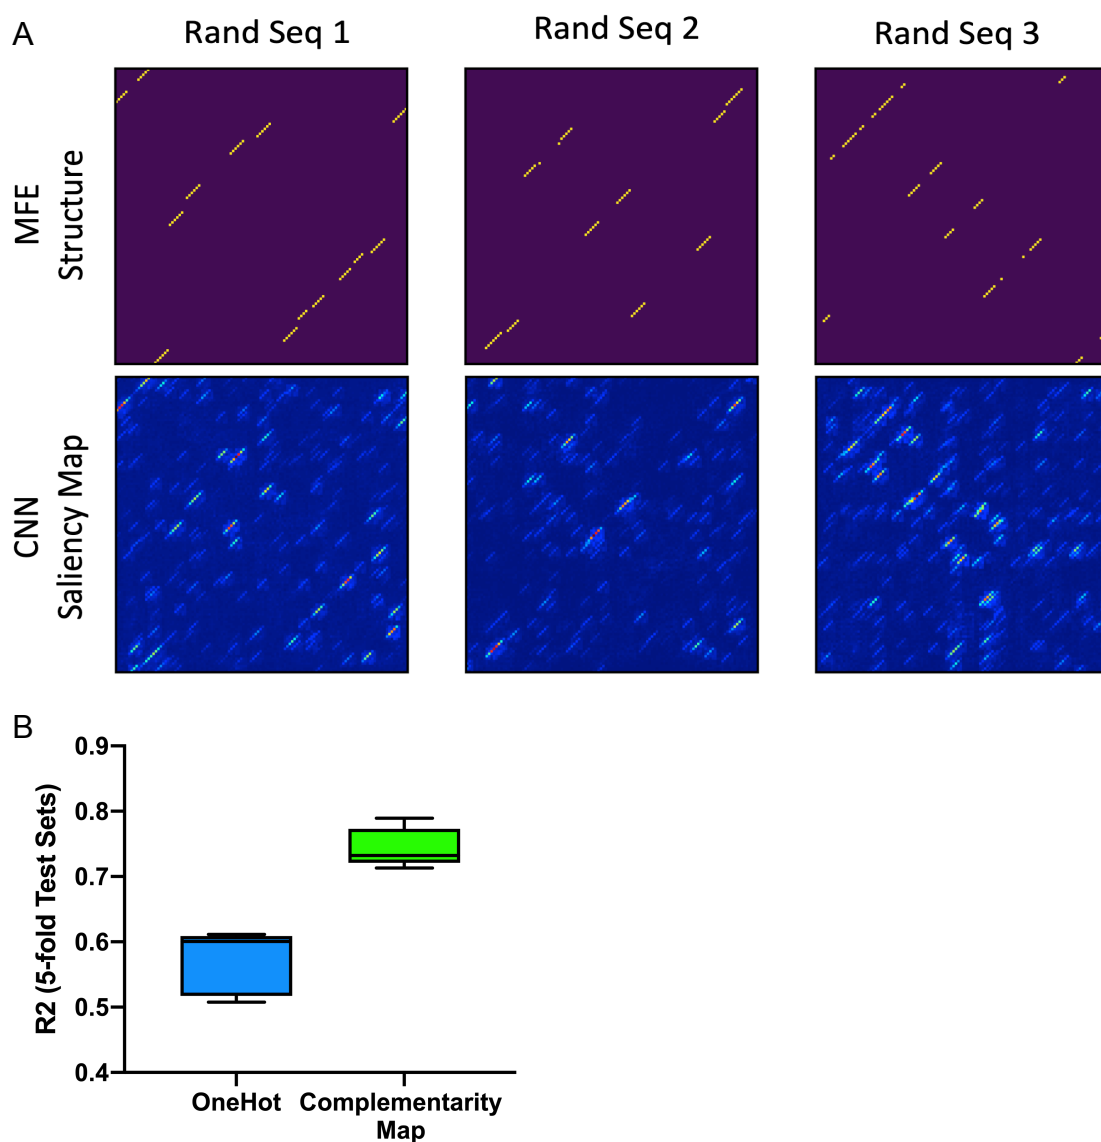 A
Rand Seq 1
Rand Seq 2
Rand Seq 3
MFE
Structure
CNN
Saliency Map
B
R2 (5-fold Test Sets)
0.9
0.8
0.7
0.6
0.5
0.4
OneHot
Complementarity
Map